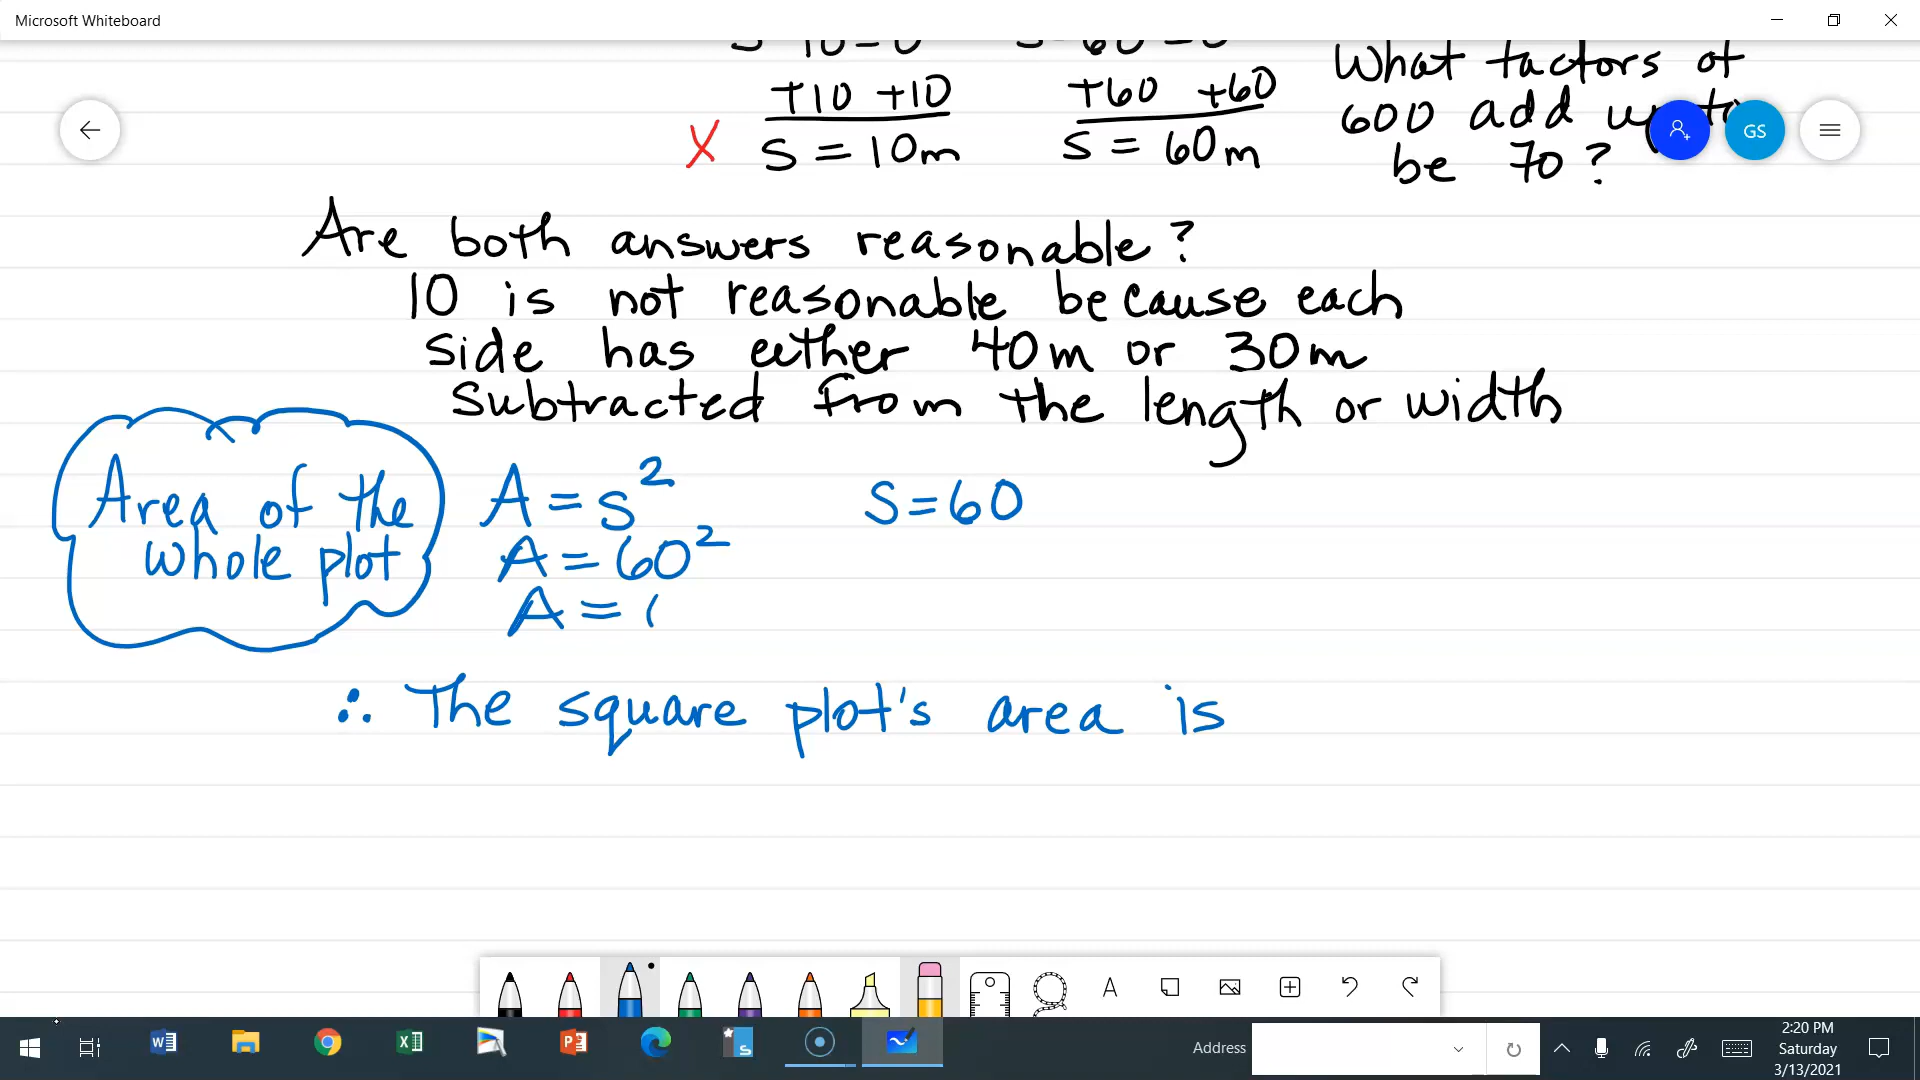 Microsoft Whiteboard
What factors of
+10 +10
+60 +60
600 add
GS
X
S = 10m
S = 60m
be 70?
Are both answers reasonable?
10 is not reasonable because each
side has either 40m or 30m
subtracted from the length or width
Area of the
whole plot
A = s²
S = 60
A = 60²
A =
∴ The square plot's area is
Address
2:20 PM
Saturday
3/13/2021